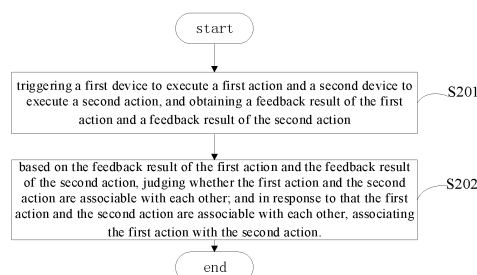 start
triggering a first device to execute a first action and a second device to
execute a second action, and obtaining a feedback result of the first
action and a feedback result of the second action
S201
based on the feedback result of the first action and the feedback result
of the second action, judging whether the first action and the second
action are associable with each other; and in response to that the first
action and the second action are associable with each other, associating
the first action with the second action.
S202
end